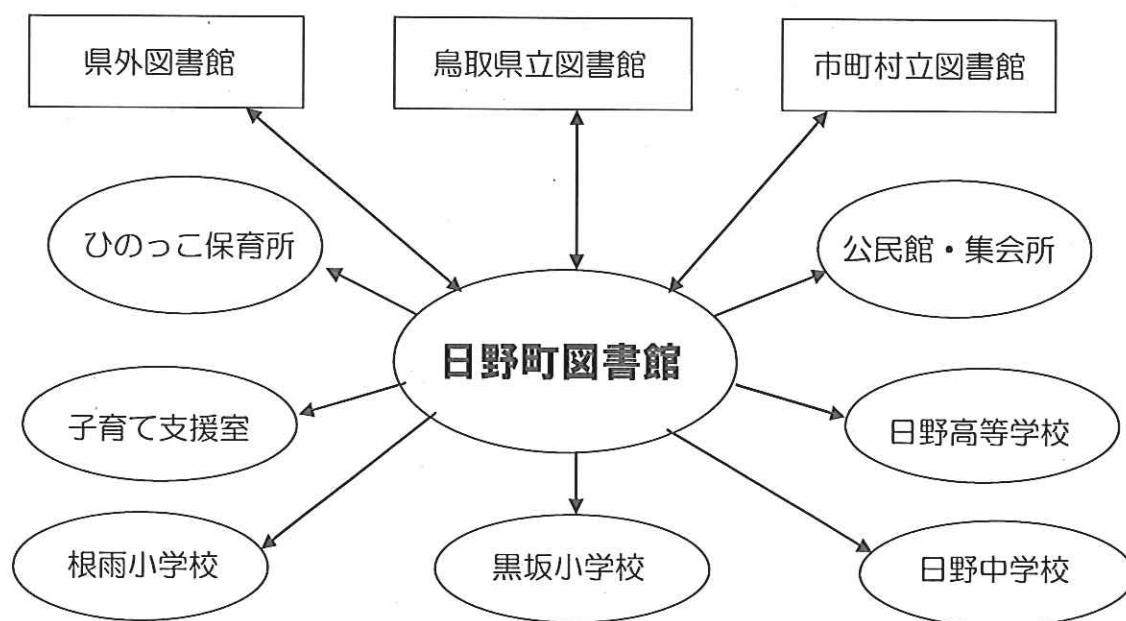 県外図書館
鳥取県立図書館
市町村立図書館
ひのっこ保育所
公民館・集会所
日野町図書館
子育て支援室
日野高等学校
根雨小学校
黒坂小学校
日野中学校